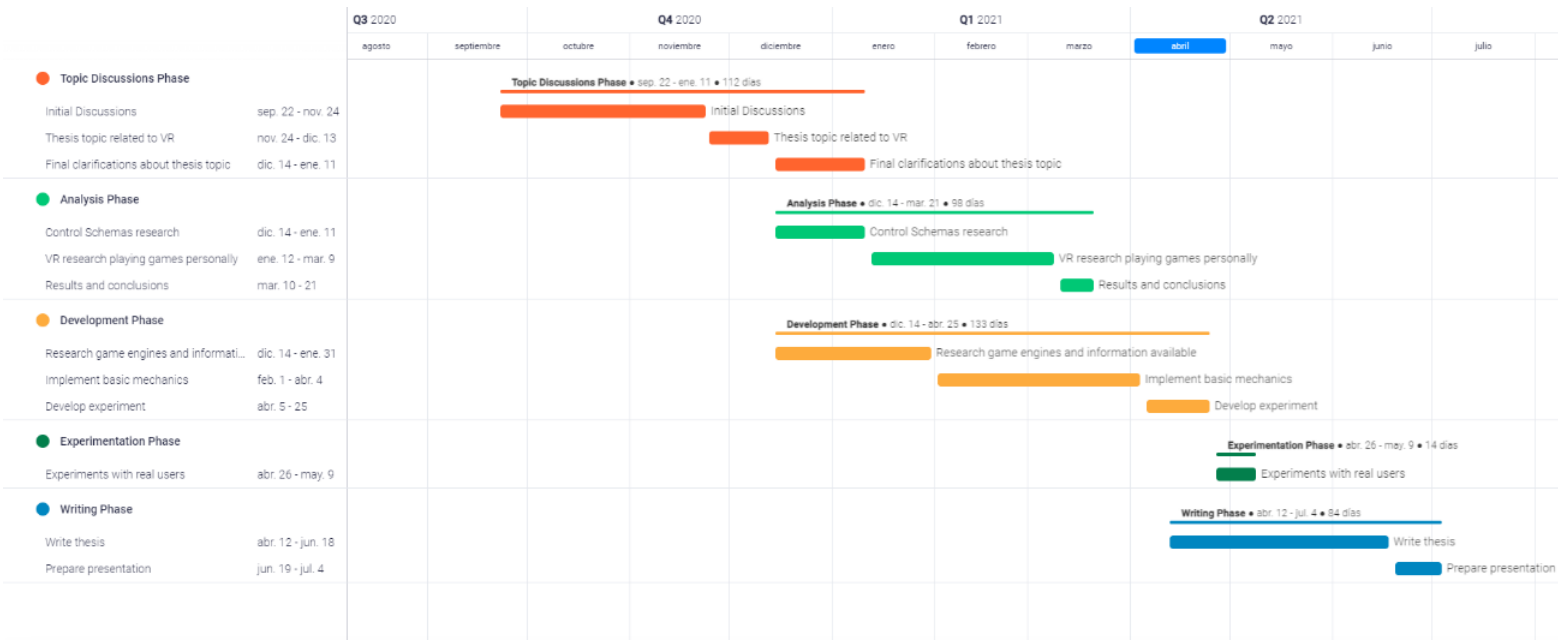 Q3 2020 Q4 2020 Q1 2021 Q2 2021
agosto septiembre octubre noviembre diciembre enero febrero marzo abril mayo junio julio
Topic Discussions Phase
Topic Discussions Phase • sep. 22 - ene. 11 • 112 días
Initial Discussions sep. 22 - nov. 24 Initial Discussions
Thesis topic related to VR nov. 24 - dic. 13 Thesis topic related to VR
Final clarifications about thesis topic dic. 14 - ene. 11 Final clarifications about thesis topic
Analysis Phase
Analysis Phase • dic. 14 - mar. 21 • 98 días
Control Schemas research dic. 14 - ene. 11 Control Schemas research
VR research playing games personally ene. 12 - mar. 9 VR research playing games personally
Results and conclusions mar. 10 - 21 Results and conclusions
Development Phase
Development Phase • dic. 14 - abr. 25 • 133 días
Research game engines and informati... dic. 14 - ene. 31 Research game engines and information available
Implement basic mechanics feb. 1 - abr. 4 Implement basic mechanics
Develop experiment abr. 5 - 25 Develop experiment
Experimentation Phase
Experimentation Phase • abr. 26 - may. 9 • 14 días
Experiments with real users abr. 26 - may. 9 Experiments with real users
Writing Phase
Writing Phase • abr. 12 - jul. 4 • 84 días
Write thesis abr. 12 - jun. 18 Write thesis
Prepare presentation jun. 19 - jul. 4 Prepare presentation